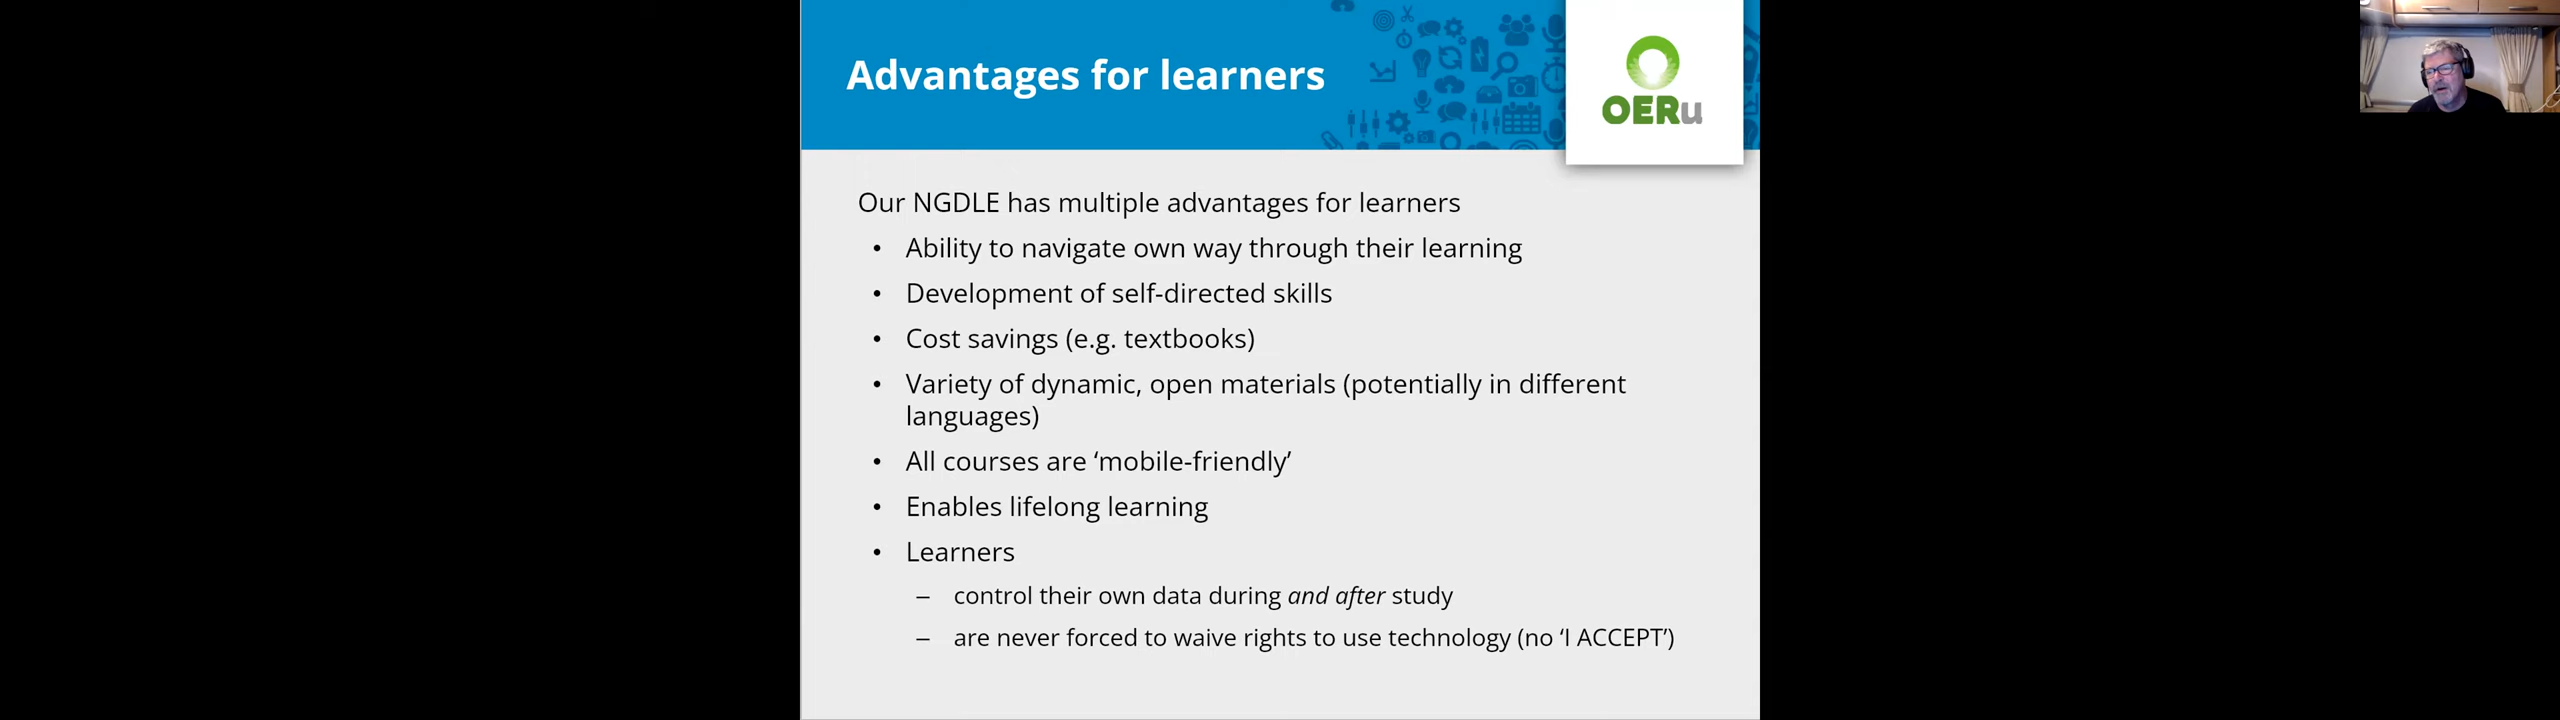 Advantages for learners
OERu
Our NGDLE has multiple advantages for learners
• Ability to navigate own way through their learning
• Development of self-directed skills
• Cost savings (e.g. textbooks)
• Variety of dynamic, open materials (potentially in different
languages)
• All courses are ‘mobile-friendly’
• Enables lifelong learning
• Learners
– control their own data during and after study
– are never forced to waive rights to use technology (no ‘I ACCEPT’)